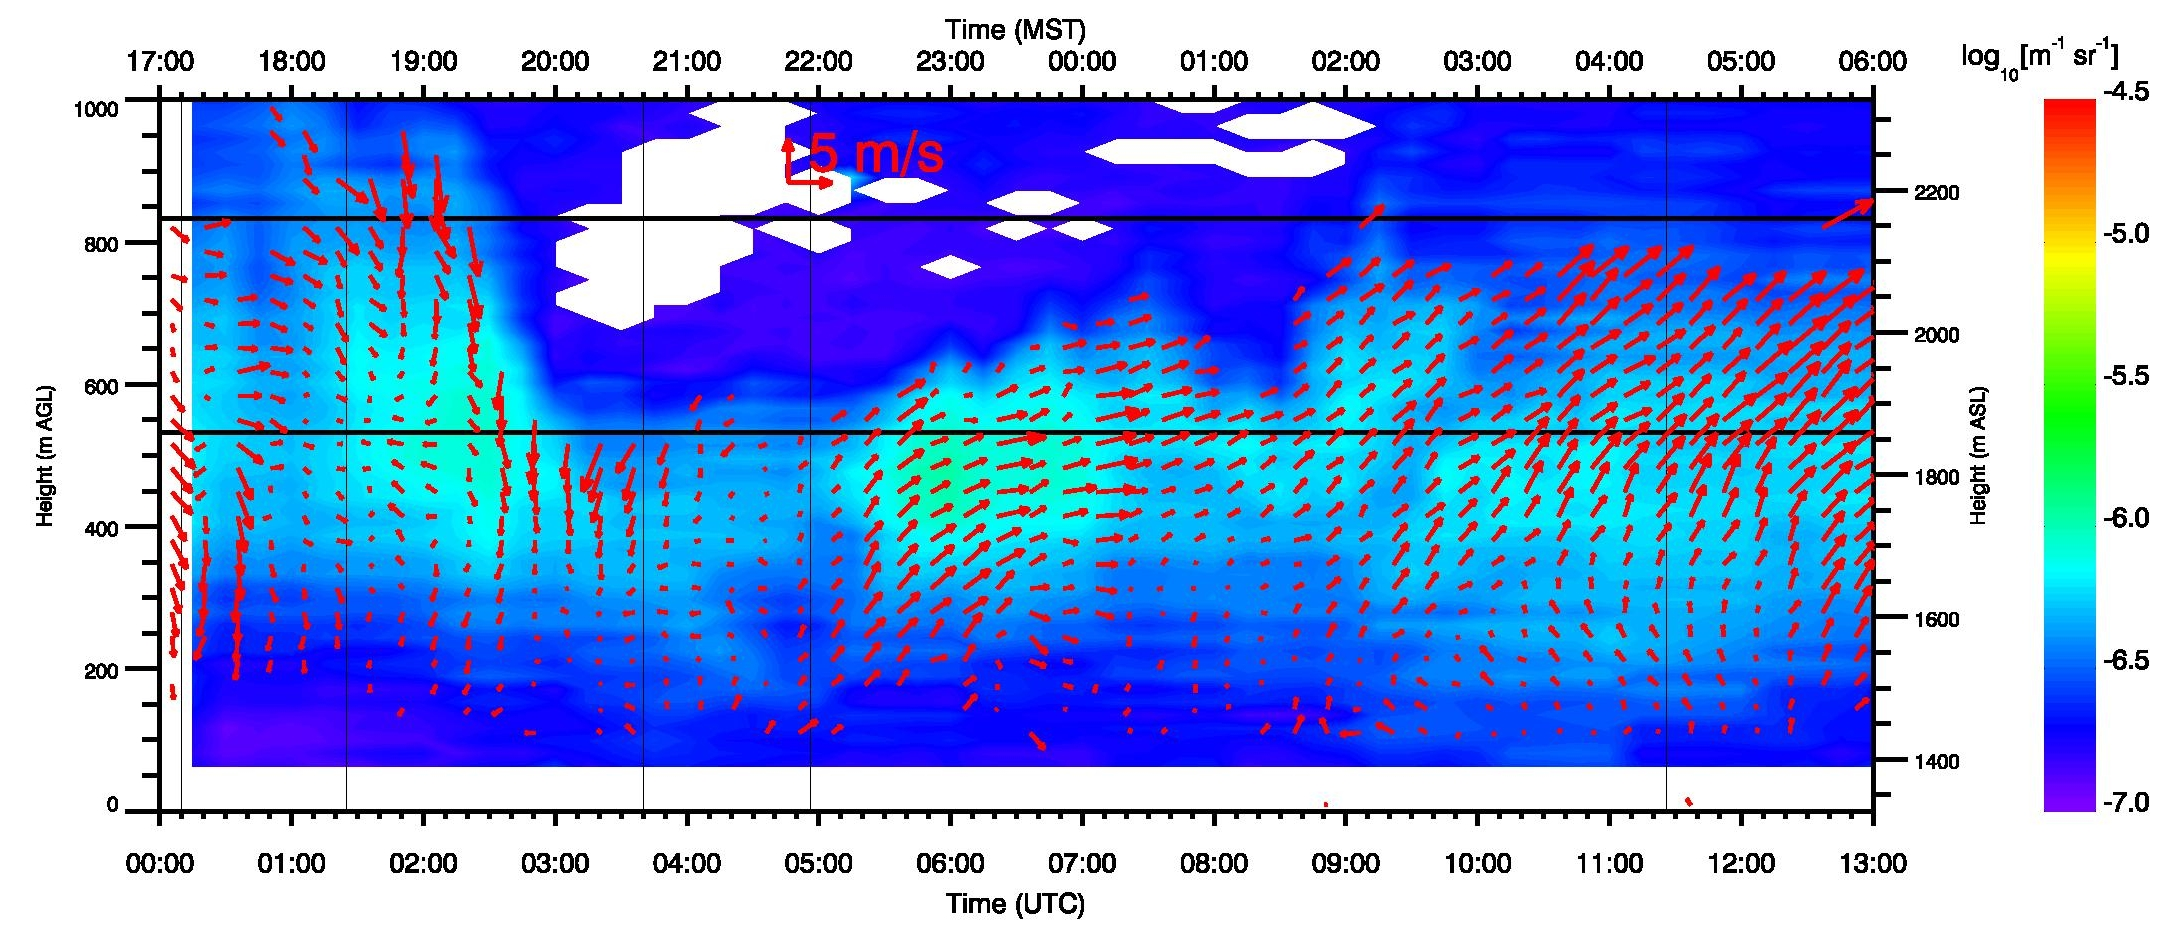 Time (MST)
17:00 18:00 19:00 20:00 21:00 22:00 23:00 00:00 01:00 02:00 03:00 04:00 05:00 06:00
log10[m-1 sr-1]
1000
800
600
400
200
0
Height (m AGL)
5 m/s
2200
2000
1800
1600
1400
Height (m ASL)
-4.5
-5.0
-5.5
-6.0
-6.5
-7.0
00:00 01:00 02:00 03:00 04:00 05:00 06:00 07:00 08:00 09:00 10:00 11:00 12:00 13:00
Time (UTC)